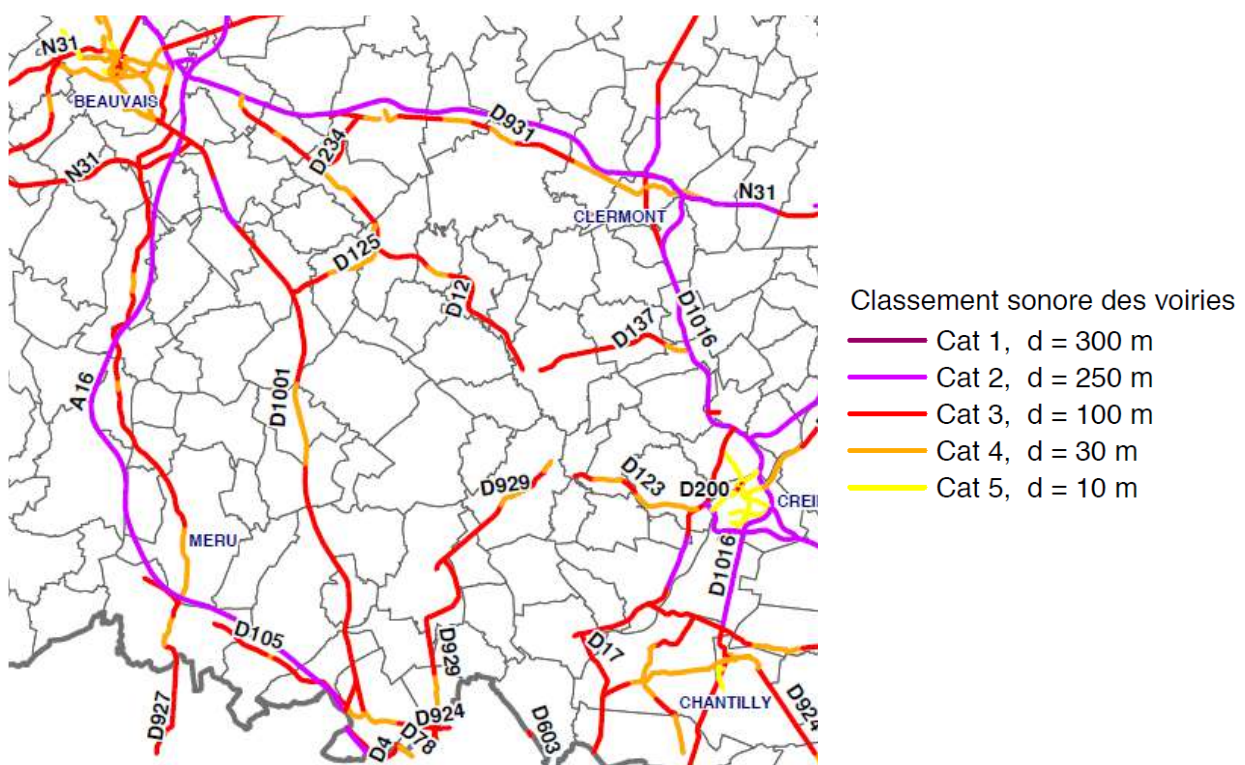 N31
BEAUVAIS
D931
D234
N31
N31
CLERMONT
D125
D12
D1016
D137
A16
D1001
D929
D123
D200
CREI
MERU
D1016
D105
D929
D17
D927
CHANTILLY
D924
D924
D78
D4
D603
Classement sonore des voiries
Cat 1, d = 300 m
Cat 2, d = 250 m
Cat 3, d = 100 m
Cat 4, d = 30 m
Cat 5, d = 10 m